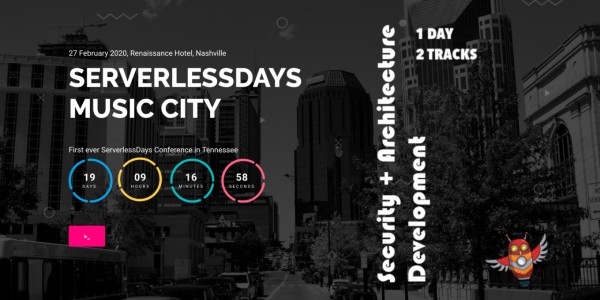 27 February 2020, Renaissance Hotel, Nashville
SERVERLESSDAYS
MUSIC CITY
First ever ServerlessDays Conference in Tennessee
19
DAYS
09
HOURS
16
MINUTES
58
SECONDS
>_
Security + Architecture
Development
1 DAY
2 TRACKS